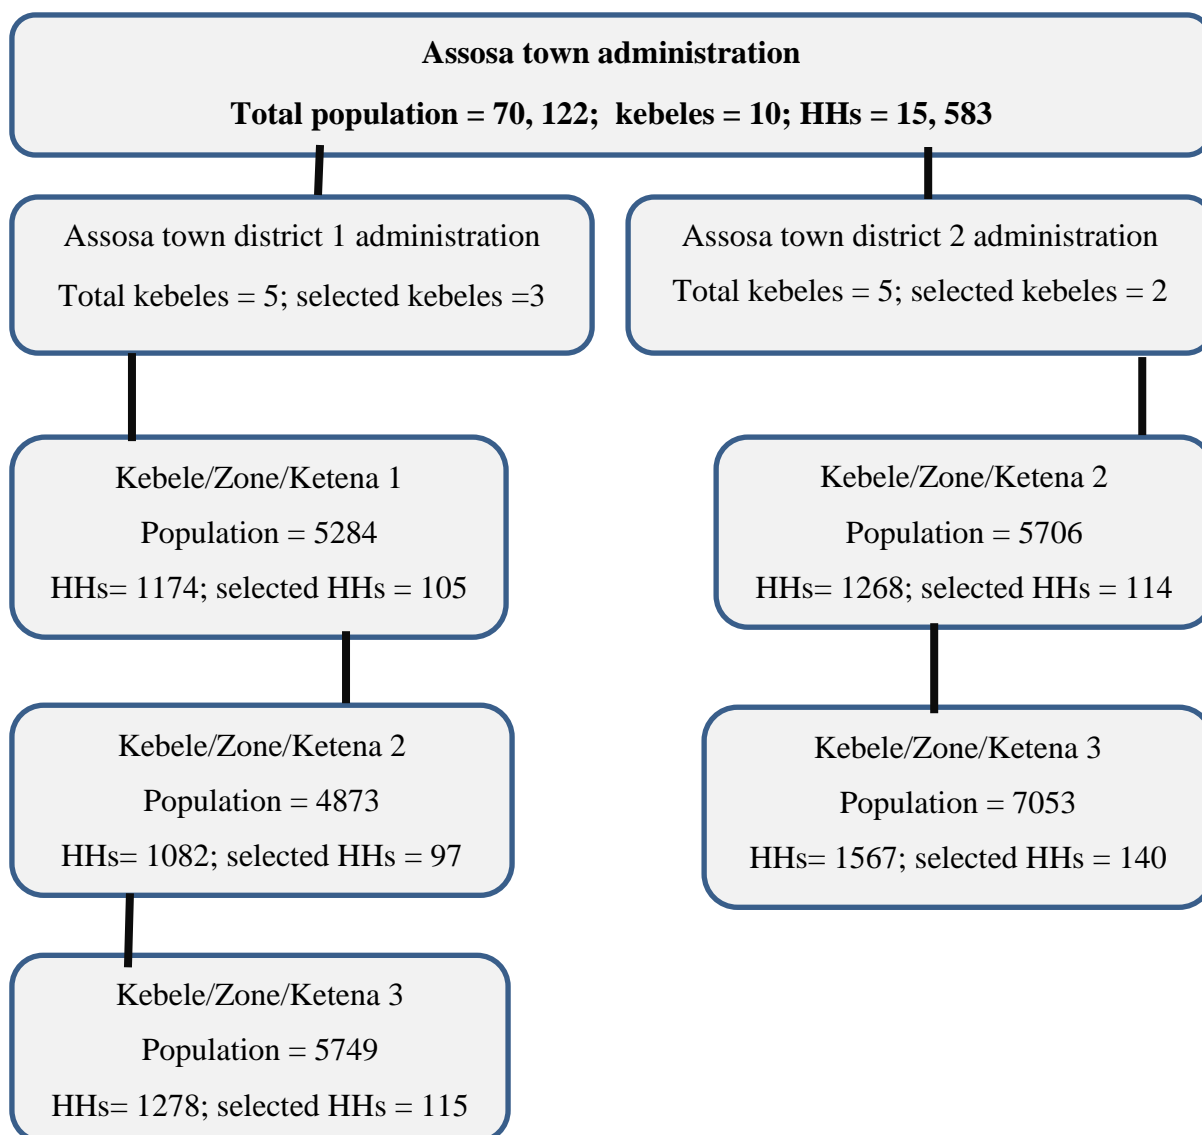 Assosa town administration
Total population = 70, 122; kebeles = 10; HHs = 15, 583
Assosa town district 1 administration
Total kebeles = 5; selected kebeles =3
Assosa town district 2 administration
Total kebeles = 5; selected kebeles = 2
Kebele/Zone/Ketena 1
Population = 5284
HHs= 1174; selected HHs = 105
Kebele/Zone/Ketena 2
Population = 5706
HHs= 1268; selected HHs = 114
Kebele/Zone/Ketena 2
Population = 4873
HHs= 1082; selected HHs = 97
Kebele/Zone/Ketena 3
Population = 7053
HHs= 1567; selected HHs = 140
Kebele/Zone/Ketena 3
Population = 5749
HHs= 1278; selected HHs = 115